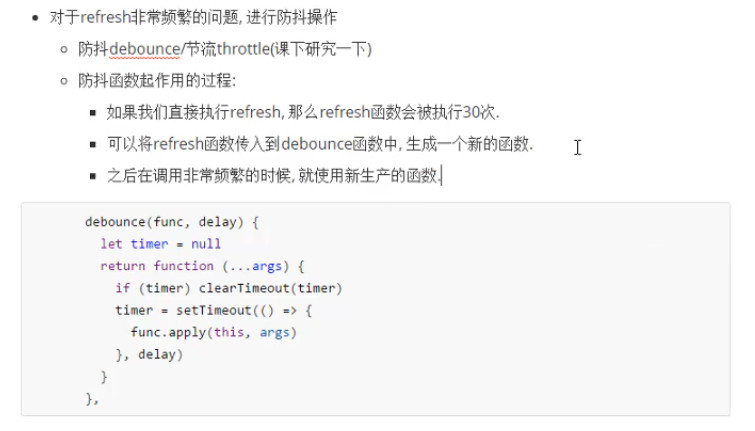 对于refresh非常频繁的问题, 进行防抖操作
防抖debounce/节流throttle(课下研究一下)
防抖函数起作用的过程:
如果我们直接执行refresh, 那么refresh函数会被执行30次.
可以将refresh函数传入到debounce函数中, 生成一个新的函数.
之后在调用非常频繁的时候, 就使用新生产的函数.
debounce(func, delay) {
let timer = null
return function (...args) {
if (timer) clearTimeout(timer)
timer = setTimeout(() => {
func.apply(this, args)
}, delay)
}
},